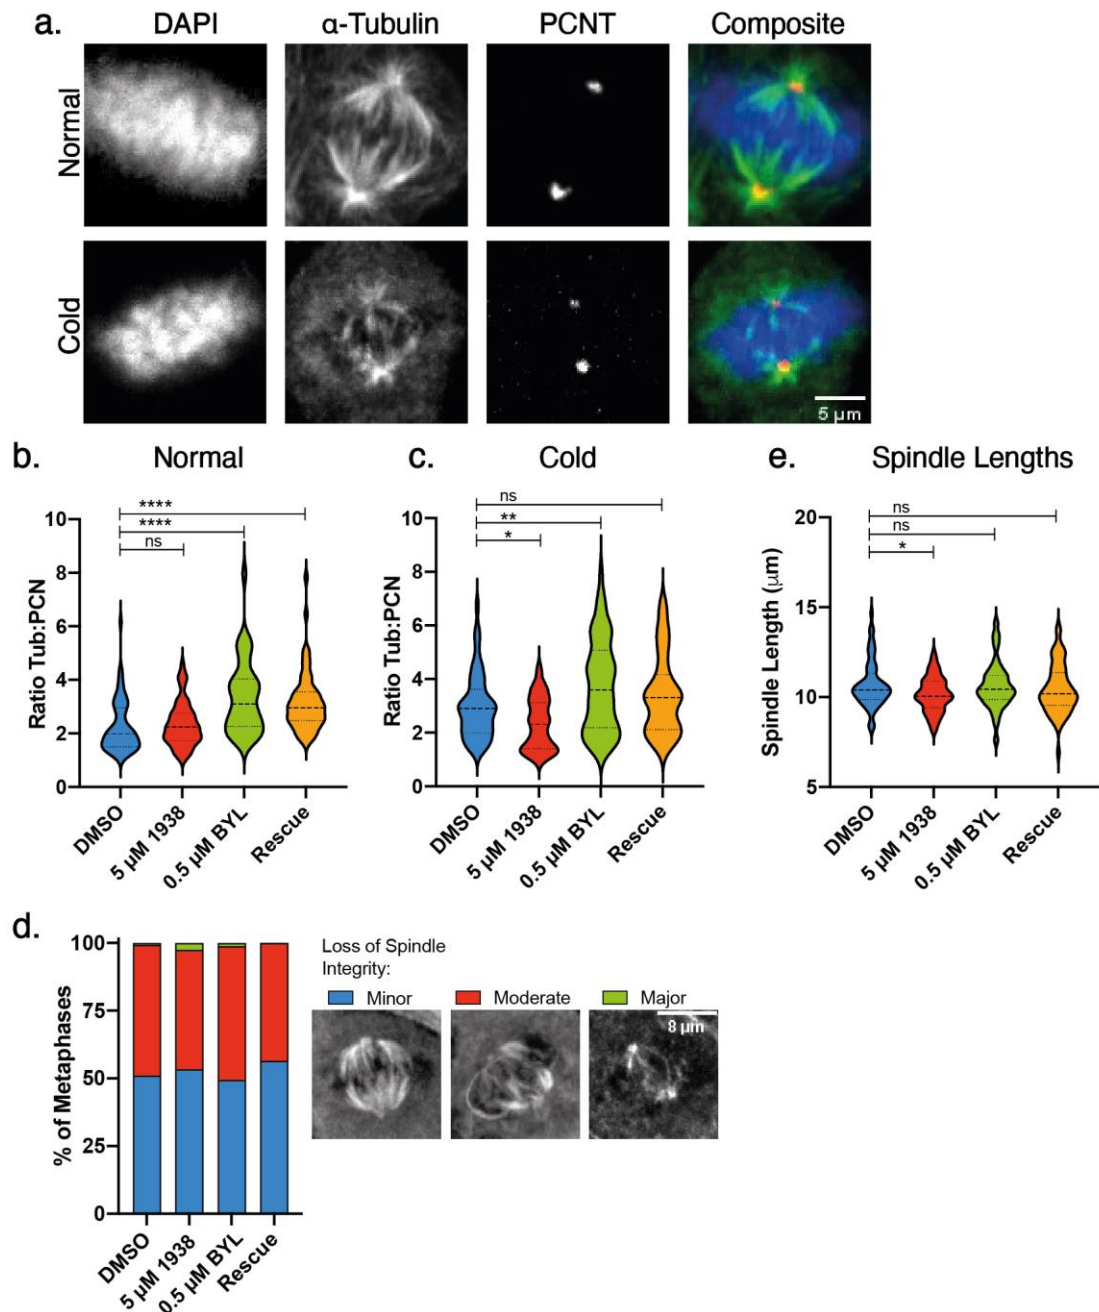 a. DAPI α-Tubulin PCNT Composite
Normal
Cold
5 µm
b. Normal
Ratio Tub:PCN
10
8
6
4
2
0
****
****
ns
DMSO
5 µM 1938
0.5 µM BYL
Rescue
c. Cold
Ratio Tub:PCN
10
8
6
4
2
0
ns
**
*
DMSO
5 µM 1938
0.5 µM BYL
Rescue
e. Spindle Lengths
Spindle Length (µm)
20
15
10
5
ns
ns
*
DMSO
5 µM 1938
0.5 µM BYL
Rescue
d.
% of Metaphases
100
75
50
25
0
DMSO
5 µM 1938
0.5 µM BYL
Rescue
Loss of Spindle
Integrity:
Minor Moderate Major
8 µm